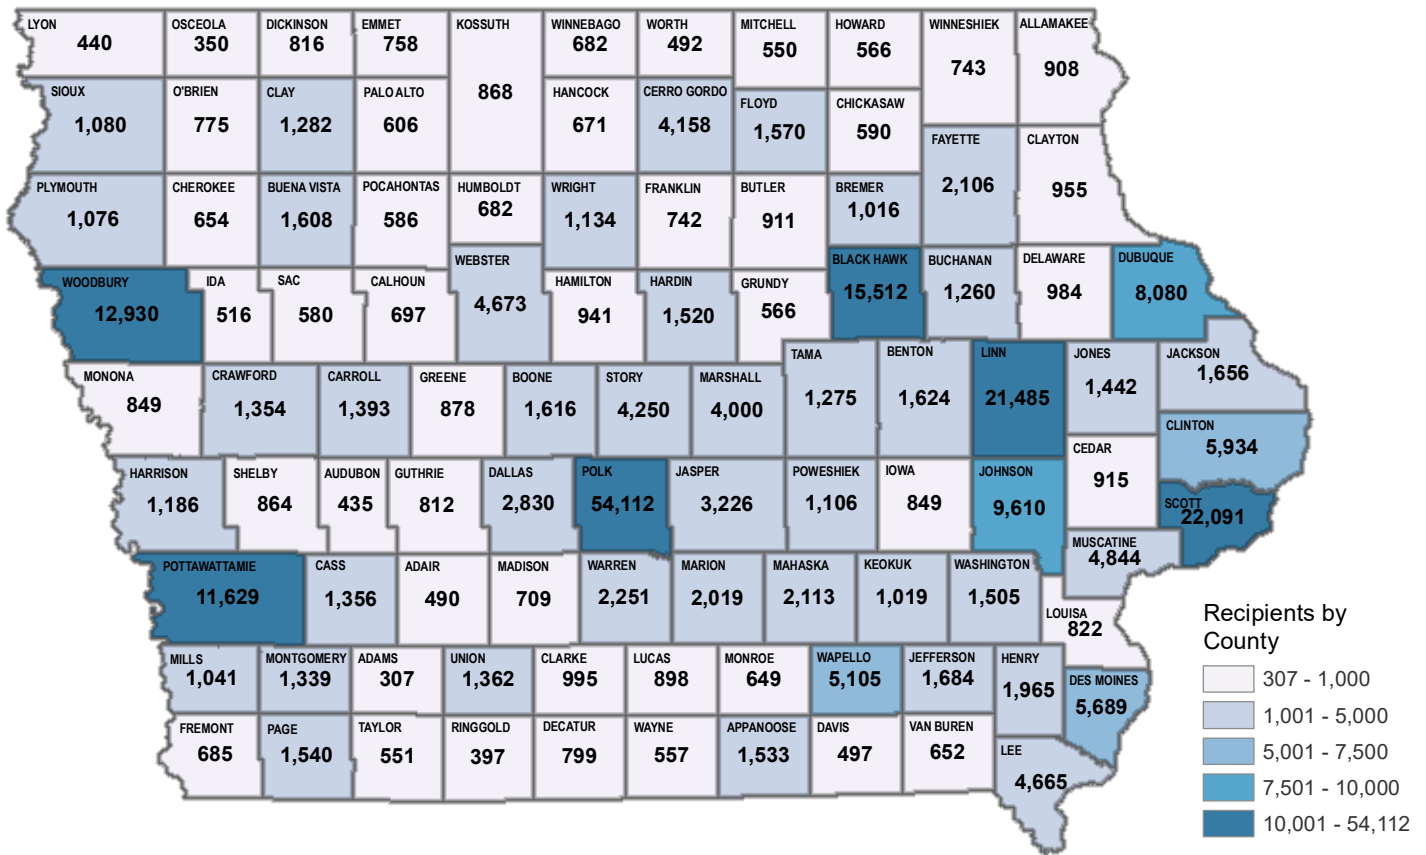 LYON
440
OSCEOLA
350
DICKINSON
816
EMMET
758
KOSSUTH
868
WINNEBAGO
682
WORTH
492
MITCHELL
550
HOWARD
566
WINNESHIEK
743
ALLAMAKEE
908
SIOUX
1,080
O'BRIEN
775
CLAY
1,282
PALO ALTO
606
HANCOCK
671
CERRO GORDO
4,158
FLOYD
1,570
CHICKASAW
590
FAYETTE
2,106
CLAYTON
955
PLYMOUTH
1,076
CHEROKEE
654
BUENA VISTA
1,608
POCAHONTAS
586
HUMBOLDT
682
WRIGHT
1,134
FRANKLIN
742
BUTLER
911
BREMER
1,016
WOODBURY
12,930
IDA
516
SAC
580
CALHOUN
697
WEBSTER
4,673
HAMILTON
941
HARDIN
1,520
GRUNDY
566
BLACK HAWK
15,512
BUCHANAN
1,260
DELAWARE
984
DUBUQUE
8,080
MONONA
849
CRAWFORD
1,354
CARROLL
1,393
GREENE
878
BOONE
1,616
STORY
4,250
MARSHALL
4,000
TAMA
1,275
BENTON
1,624
LINN
21,485
JONES
1,442
JACKSON
1,656
CLINTON
5,934
HARRISON
1,186
SHELBY
864
AUDUBON
435
GUTHRIE
812
DALLAS
2,830
POLK
54,112
JASPER
3,226
POWESHIEK
1,106
IOWA
849
JOHNSON
9,610
CEDAR
915
SCOTT
22,091
MUSCATINE
4,844
POTTAWATTAMIE
11,629
CASS
1,356
ADAIR
490
MADISON
709
WARREN
2,251
MARION
2,019
MAHASKA
2,113
KEOKUK
1,019
WASHINGTON
1,505
LOUISA
822
MILLS
1,041
MONTGOMERY
1,339
ADAMS
307
UNION
1,362
CLARKE
995
LUCAS
898
MONROE
649
WAPELLO
5,105
JEFFERSON
1,684
HENRY
1,965
DES MOINES
5,689
FREMONT
685
PAGE
1,540
TAYLOR
551
RINGGOLD
397
DECATUR
799
WAYNE
557
APPANOOSE
1,533
DAVIS
497
VAN BUREN
652
LEE
4,665
Recipients by
County
307 - 1,000
1,001 - 5,000
5,001 - 7,500
7,501 - 10,000
10,001 - 54,112